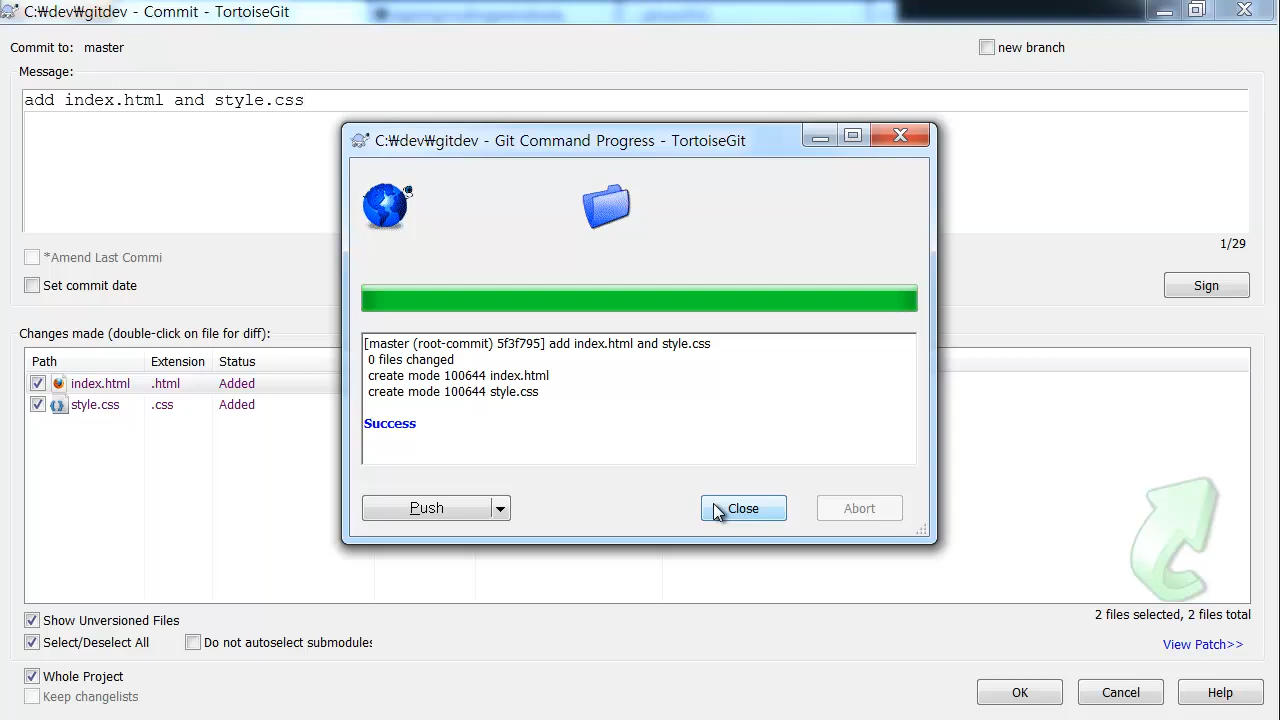 C:₩dev₩gitdev - Commit - TortoiseGit
Commit to: master
new branch
Message:
add index.html and style.css
1/29
*Amend Last Commi
Set commit date
Sign
Changes made (double-click on file for diff):
Path Extension Status
index.html .html Added
style.css .css Added
C:₩dev₩gitdev - Git Command Progress - TortoiseGit
[master (root-commit) 5f3f795] add index.html and style.css
0 files changed
create mode 100644 index.html
create mode 100644 style.css
Success
Push
Close
Abort
Show Unversioned Files
2 files selected, 2 files total
Select/Deselect All
Do not autoselect submodules
View Patch>>
Whole Project
Keep changelists
OK
Cancel
Help